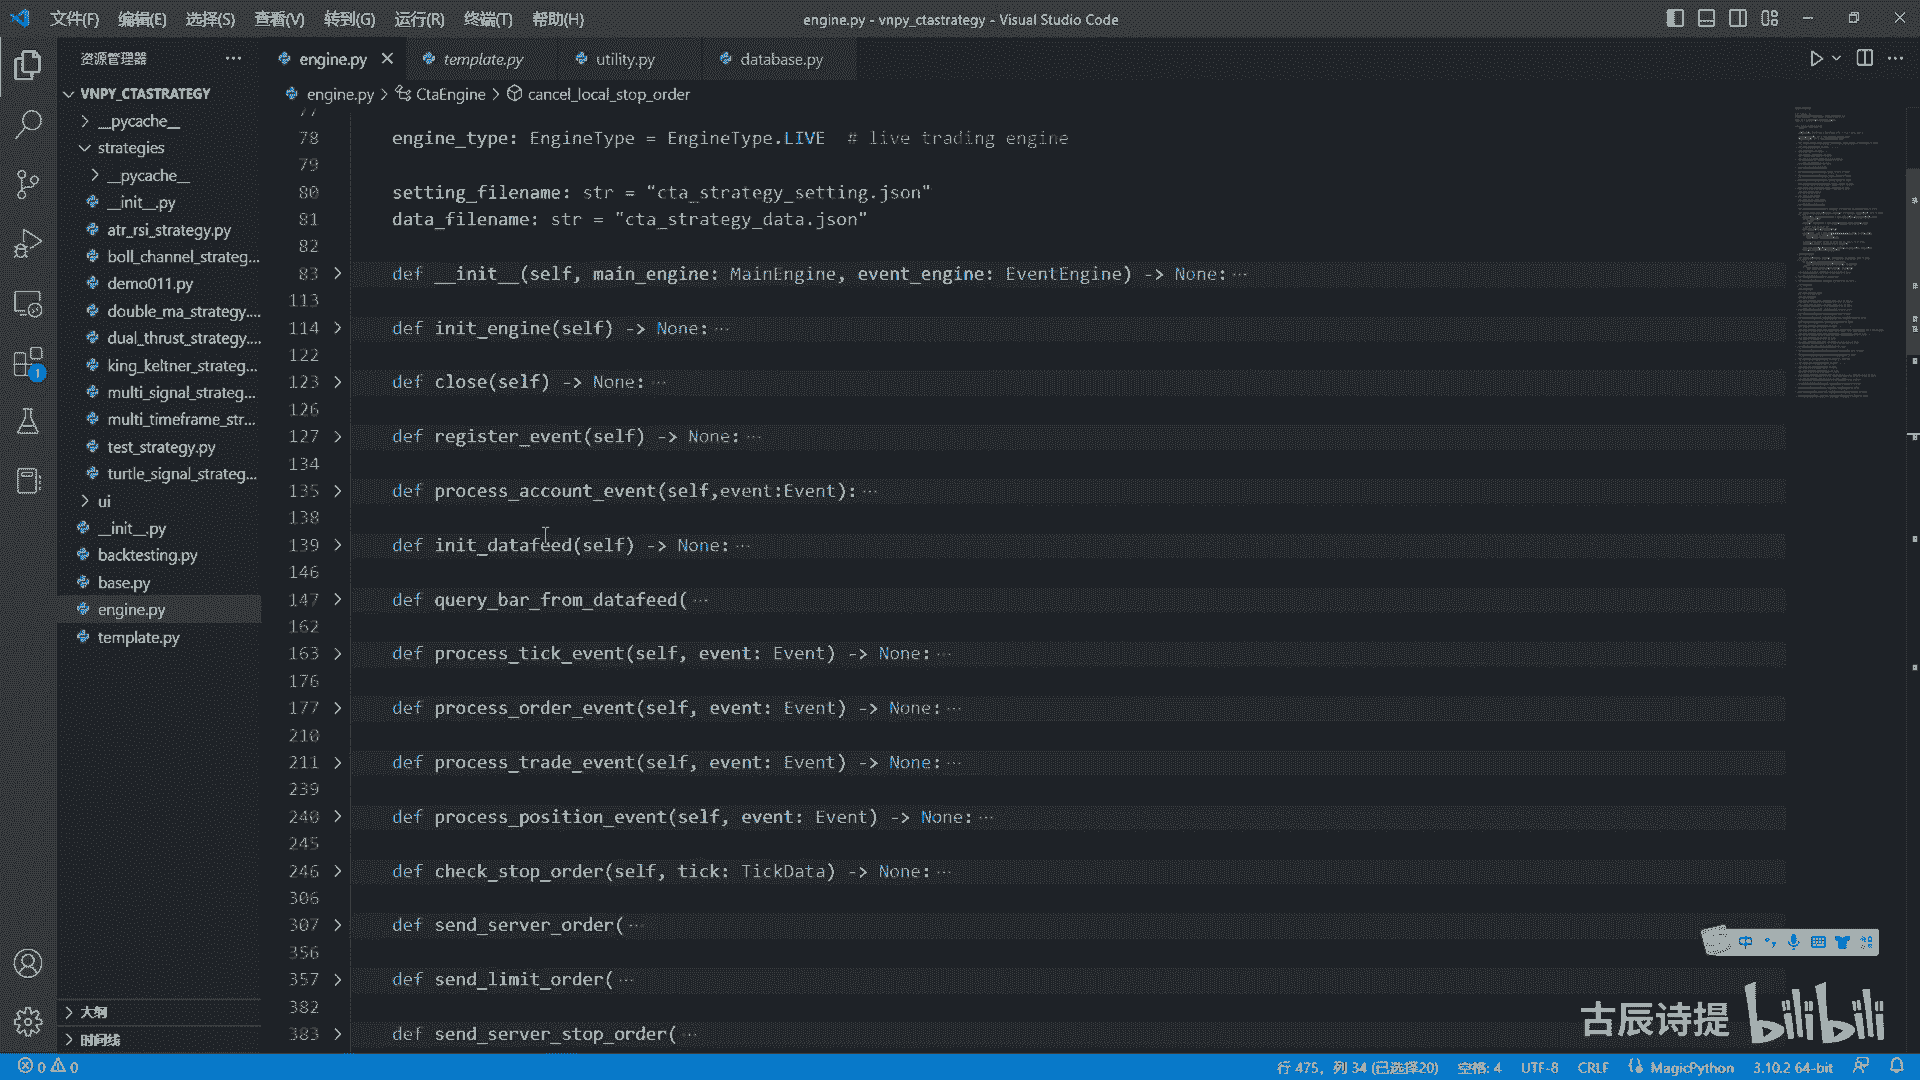 文件(F) 编辑(E) 选择(S) 查看(V) 转到(G) 运行(R) 终端(T) 帮助(H) engine.py - vnpy_ctastrategy - Visual Studio Code
资源管理器 ···
engine.py template.py utility.py database.py
VNPY_CTASTRATEGY
__pycache__
strategies
__pycache__
__init__.py
atr_rsi_strategy.py
boll_channel_strateg...
demo011.py
double_ma_strategy....
dual_thrust_strategy....
king_keltner_strateg...
multi_signal_strateg...
multi_timeframe_str...
test_strategy.py
turtle_signal_strateg...
ui
__init__.py
backtesting.py
base.py
engine.py
template.py
大纲
时间线
1
engine.py > CtaEngine > cancel_local_stop_order
77
78 engine_type: EngineType = EngineType.LIVE # live trading engine
79
80 setting_filename: str = "cta_strategy_setting.json"
81 data_filename: str = "cta_strategy_data.json"
82
83 > def __init__(self, main_engine: MainEngine, event_engine: EventEngine) -> None:···
113
114 > def init_engine(self) -> None:···
122
123 > def close(self) -> None:···
126
127 > def register_event(self) -> None:···
134
135 > def process_account_event(self,event:Event):···
138
139 > def init_datafeed(self) -> None:···
146
147 > def query_bar_from_datafeed(···
162
163 > def process_tick_event(self, event: Event) -> None:···
176
177 > def process_order_event(self, event: Event) -> None:···
210
211 > def process_trade_event(self, event: Event) -> None:···
239
240 > def process_position_event(self, event: Event) -> None:···
245
246 > def check_stop_order(self, tick: TickData) -> None:···
306
307 > def send_server_order(···
356
357 > def send_limit_order(···
382
383 > def send_server_stop_order(···
中
古辰诗提 bilibili
0 0 行 475，列 34 (已选择20) 空格: 4 UTF-8 CRLF MagicPython 3.10.2 64-bit